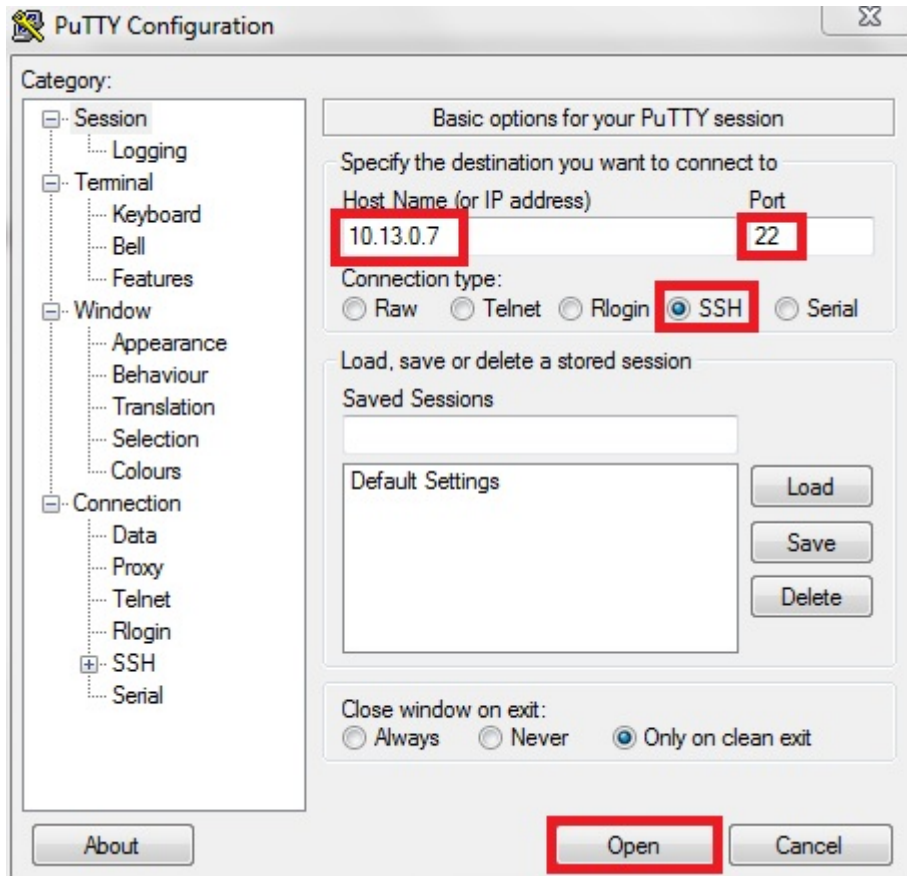 PuTTY Configuration
Category:
Session
Logging
Terminal
Keyboard
Bell
Features
Window
Appearance
Behaviour
Translation
Selection
Colours
Connection
Data
Proxy
Telnet
Rlogin
SSH
Serial
Basic options for your PuTTY session
Specify the destination you want to connect to
Host Name (or IP address) Port
10.13.0.7 22
Connection type:
Raw Telnet Rlogin SSH Serial
Load, save or delete a stored session
Saved Sessions
Default Settings
Load
Save
Delete
Close window on exit:
Always Never Only on clean exit
About Open Cancel